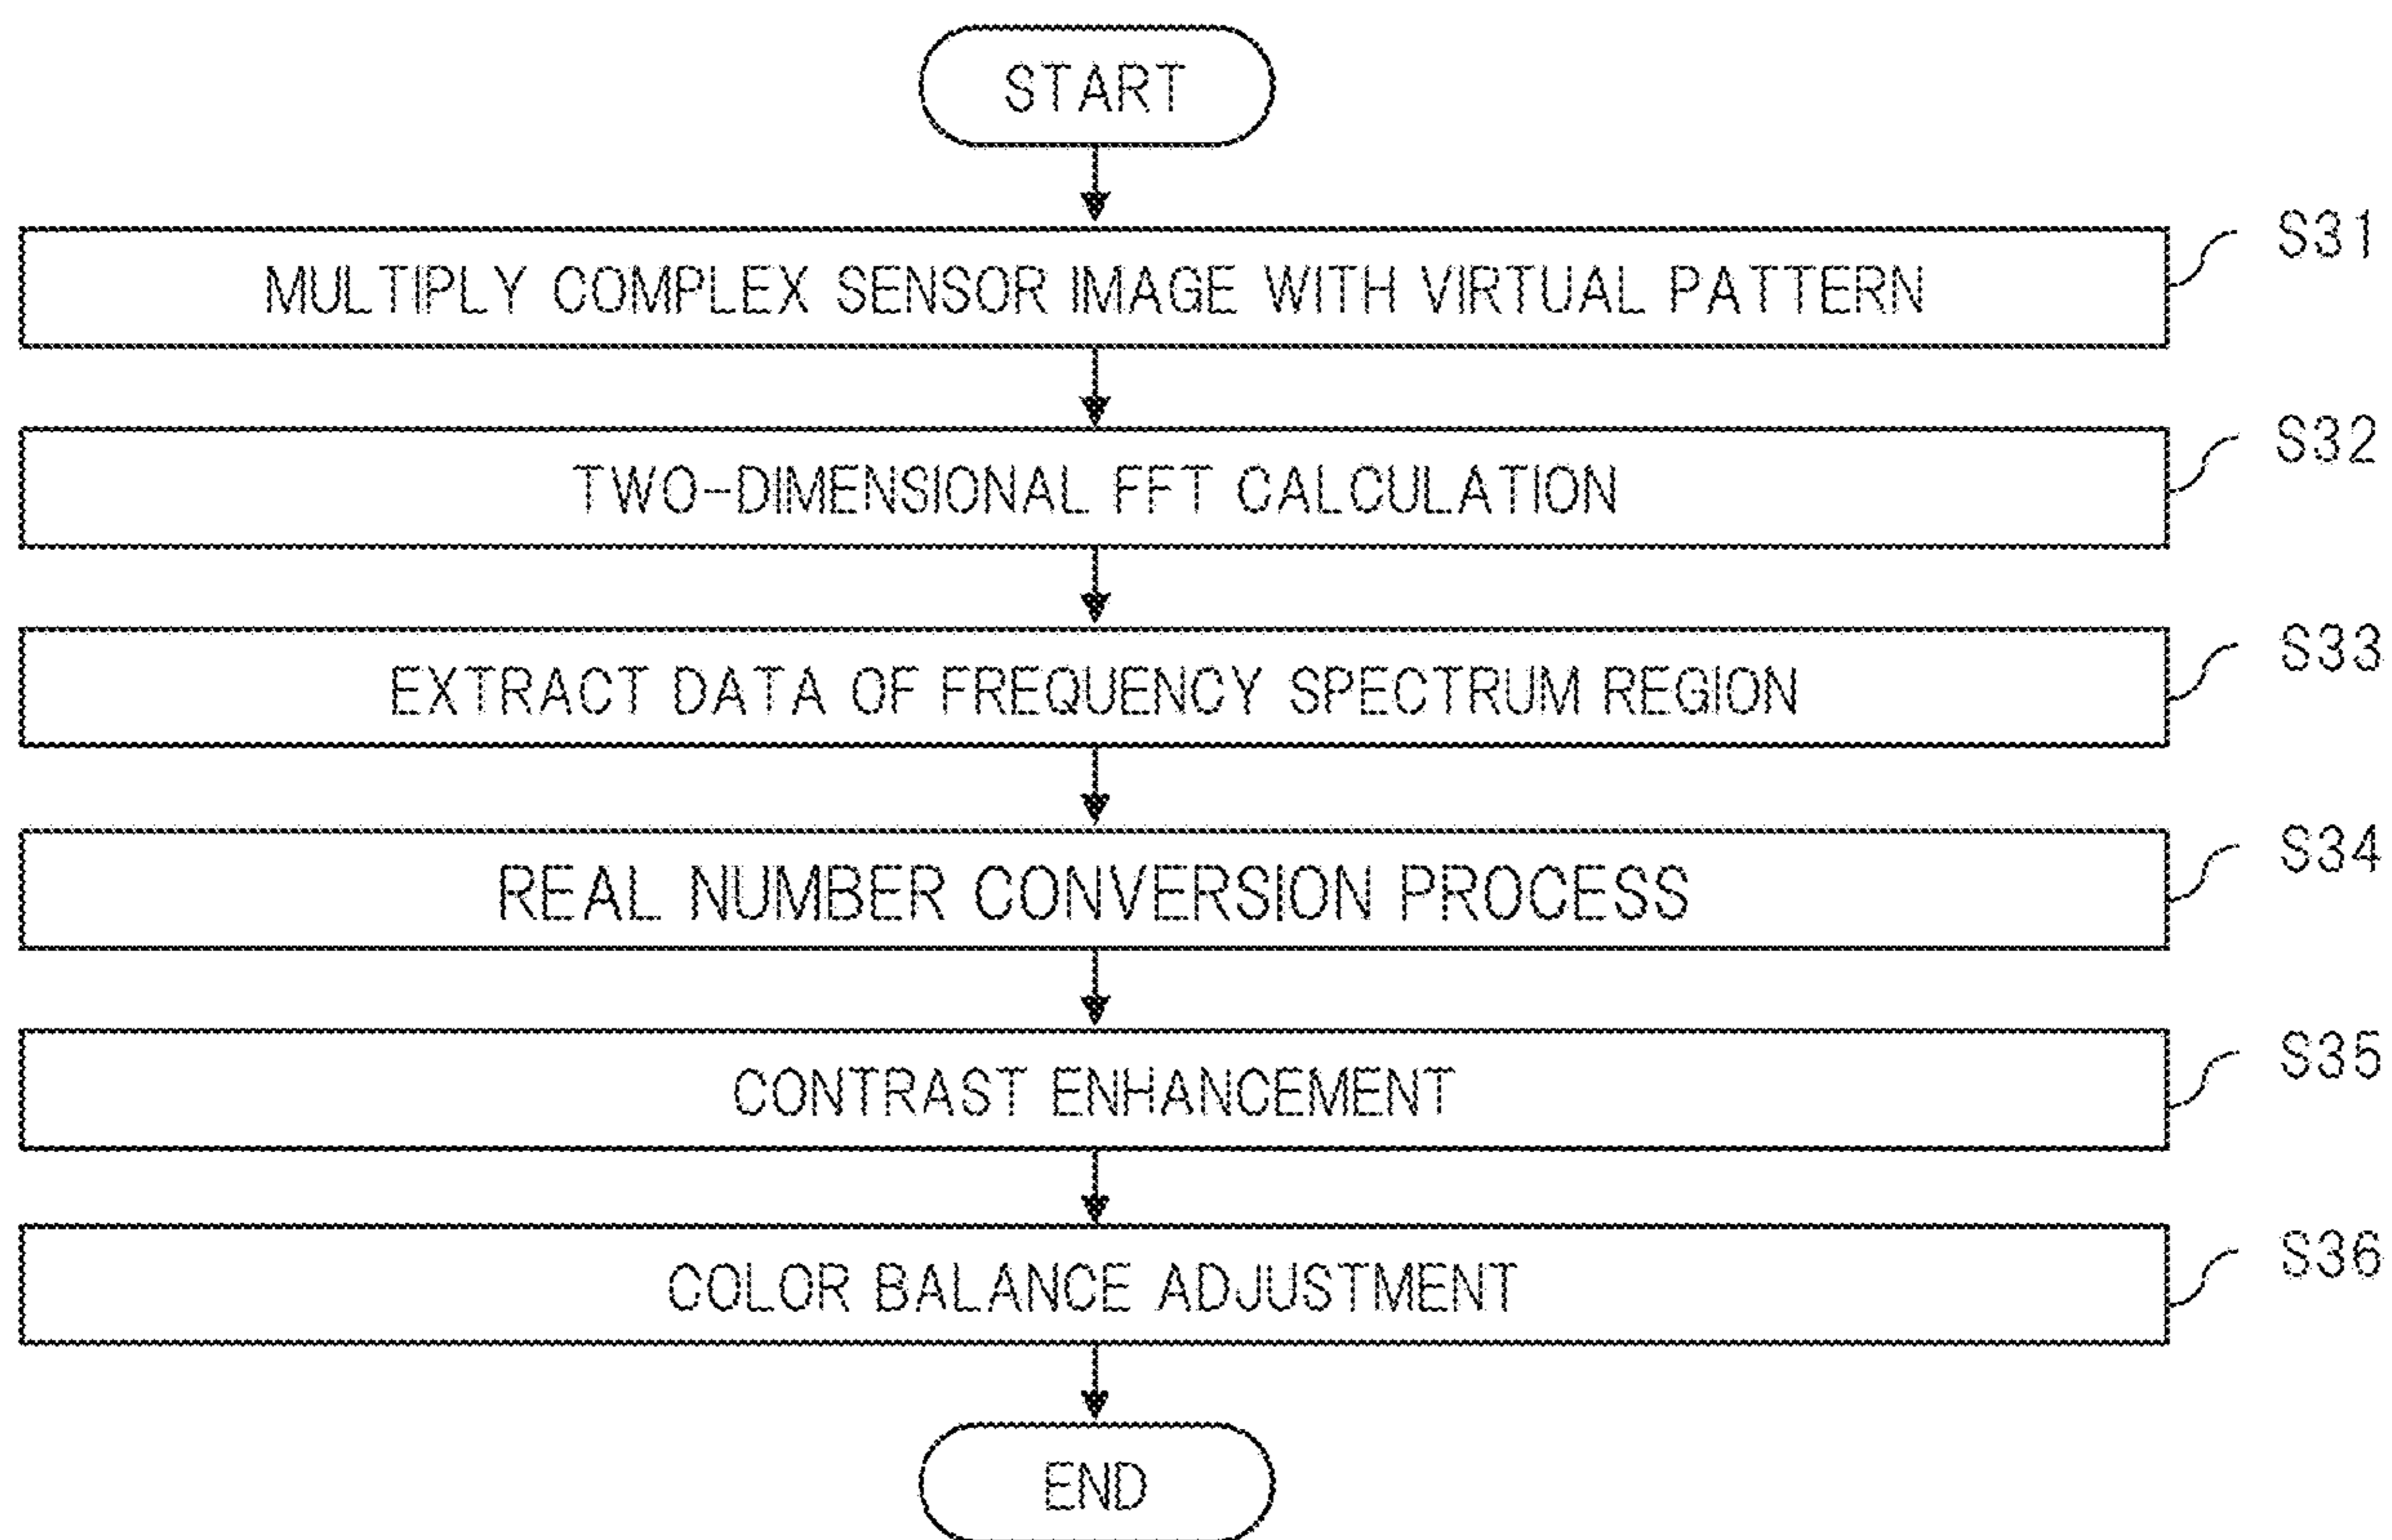 START
MULTIPLY COMPLEX SENSOR IMAGE WITH VIRTUAL PATTERN
S31
TWO-DIMENSIONAL FFT CALCULATION
S32
EXTRACT DATA OF FREQUENCY SPECTRUM REGION
S33
REAL NUMBER CONVERSION PROCESS
S34
CONTRAST ENHANCEMENT
S35
COLOR BALANCE ADJUSTMENT
S36
END